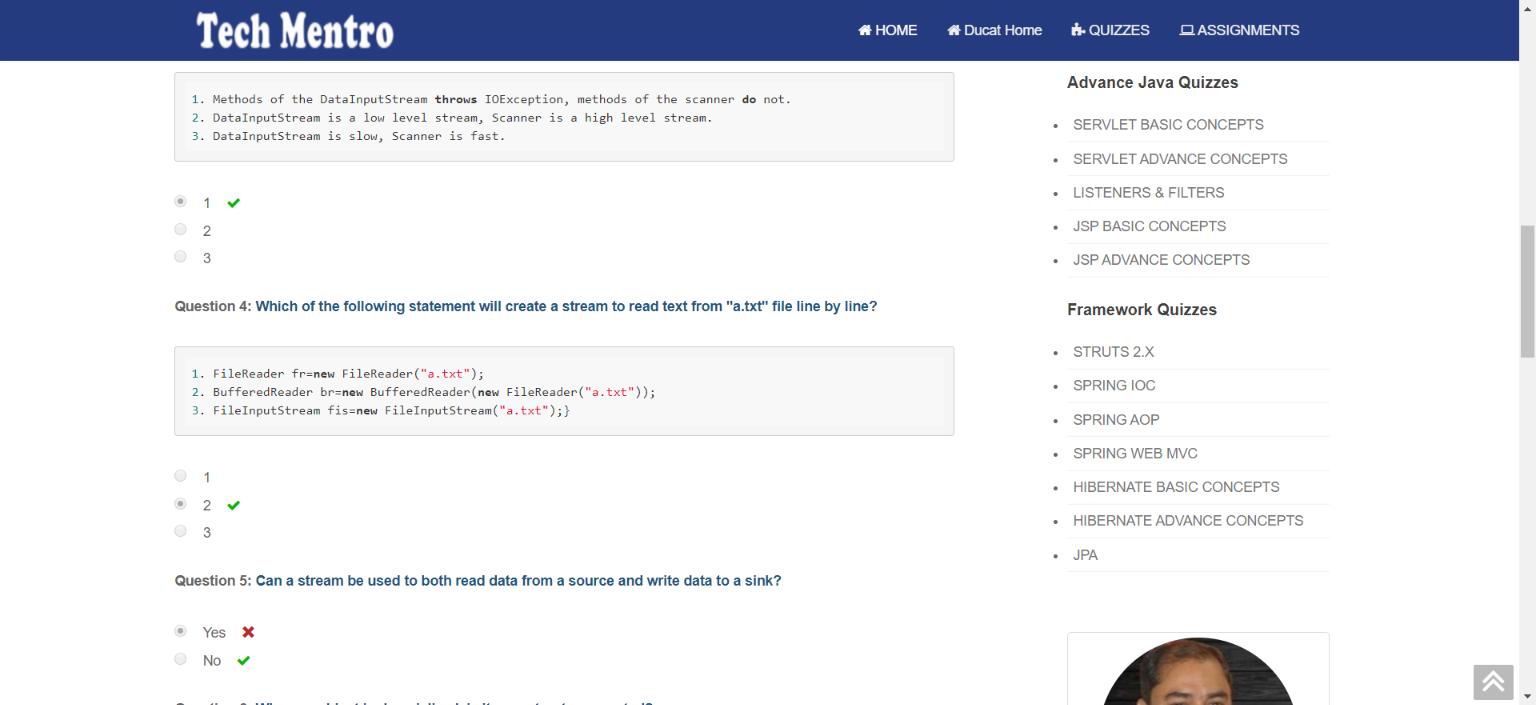 Tech Mentro
HOME
Ducat Home
QUIZZES
ASSIGNMENTS
1. Methods of the DataInputStream throws IOException, methods of the scanner do not.
2. DataInputStream is a low level stream, Scanner is a high level stream.
3. DataInputStream is slow, Scanner is fast.
1
2
3
Question 4: Which of the following statement will create a stream to read text from "a.txt" file line by line?
1. FileReader fr=new FileReader("a.txt");
2. BufferedReader br=new BufferedReader(new FileReader("a.txt"));
3. FileInputStream fis=new FileInputStream("a.txt");}
1
2
3
Question 5: Can a stream be used to both read data from a source and write data to a sink?
Yes
No
Advance Java Quizzes
SERVLET BASIC CONCEPTS
SERVLET ADVANCE CONCEPTS
LISTENERS & FILTERS
JSP BASIC CONCEPTS
JSP ADVANCE CONCEPTS
Framework Quizzes
STRUTS 2.X
SPRING IOC
SPRING AOP
SPRING WEB MVC
HIBERNATE BASIC CONCEPTS
HIBERNATE ADVANCE CONCEPTS
JPA